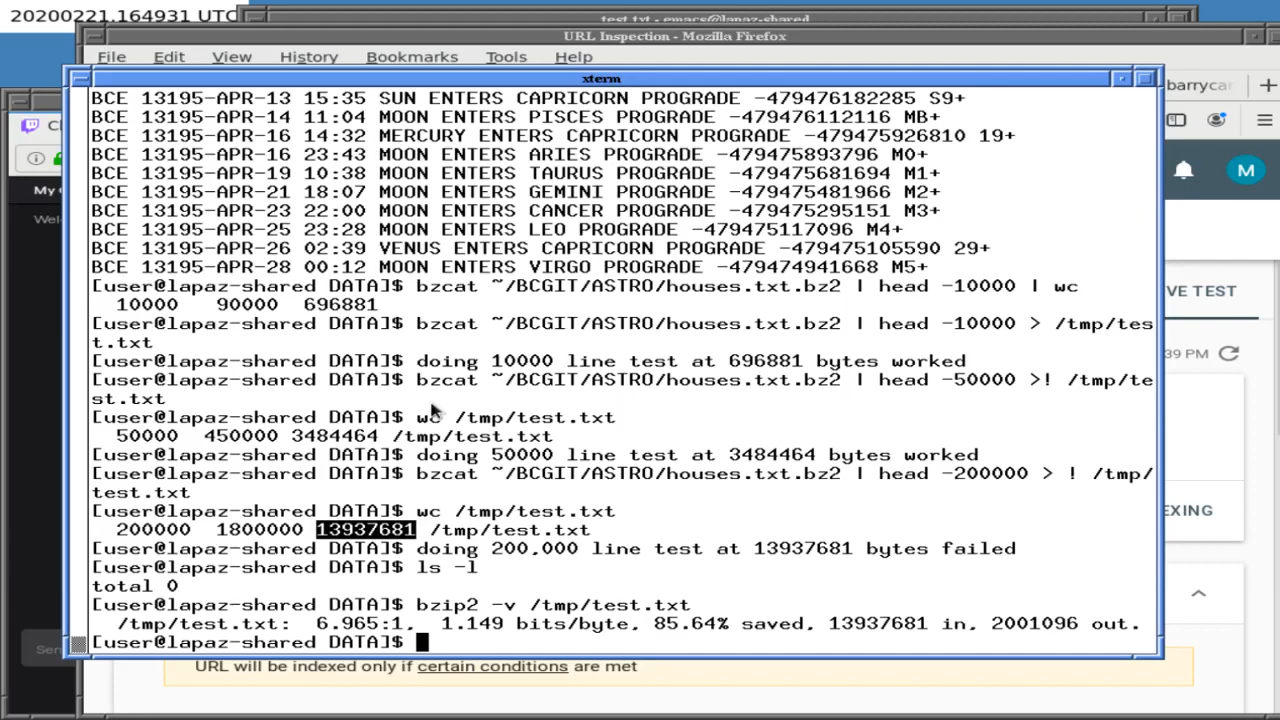 20200221.164931 UTC
test.txt - emacs@lapaz-shared
URL Inspection - Mozilla Firefox
File Edit View History Bookmarks Tools Help
xterm
BCE 13195-APR-13 15:35 SUN ENTERS CAPRICORN PROGRADE -479476182285 S9+
BCE 13195-APR-14 11:04 MOON ENTERS PISCES PROGRADE -479476112116 MB+
BCE 13195-APR-16 14:32 MERCURY ENTERS CAPRICORN PROGRADE -479475926810 19+
BCE 13195-APR-16 23:43 MOON ENTERS ARIES PROGRADE -479475893796 M0+
BCE 13195-APR-19 10:38 MOON ENTERS TAURUS PROGRADE -479475681694 M1+
BCE 13195-APR-21 18:07 MOON ENTERS GEMINI PROGRADE -479475481966 M2+
BCE 13195-APR-23 22:00 MOON ENTERS CANCER PROGRADE -479475295151 M3+
BCE 13195-APR-25 23:28 MOON ENTERS LEO PROGRADE -479475117096 M4+
BCE 13195-APR-26 02:39 VENUS ENTERS CAPRICORN PROGRADE -479475105590 29+
BCE 13195-APR-28 00:12 MOON ENTERS VIRGO PROGRADE -479474941668 M5+
[user@lapaz-shared DATA]$ bzcat ~/BCGIT/ASTRO/houses.txt.bz2 | head -10000 | wc
10000 90000 696881
[user@lapaz-shared DATA]$ bzcat ~/BCGIT/ASTRO/houses.txt.bz2 | head -10000 > /tmp/tes
t.txt
[user@lapaz-shared DATA]$ doing 10000 line test at 696881 bytes worked
[user@lapaz-shared DATA]$ bzcat ~/BCGIT/ASTRO/houses.txt.bz2 | head -50000 >! /tmp/te
st.txt
[user@lapaz-shared DATA]$ wc /tmp/test.txt
50000 450000 3484464 /tmp/test.txt
[user@lapaz-shared DATA]$ doing 50000 line test at 3484464 bytes worked
[user@lapaz-shared DATA]$ bzcat ~/BCGIT/ASTRO/houses.txt.bz2 | head -200000 > ! /tmp/
test.txt
[user@lapaz-shared DATA]$ wc /tmp/test.txt
200000 1800000 13937681 /tmp/test.txt
[user@lapaz-shared DATA]$ doing 200,000 line test at 13937681 bytes failed
[user@lapaz-shared DATA]$ ls -l
total 0
[user@lapaz-shared DATA]$ bzip2 -v /tmp/test.txt
/tmp/test.txt: 6.965:1, 1.149 bits/byte, 85.64% saved, 13937681 in, 2001096 out.
[user@lapaz-shared DATA]$
barrycar
M
My
VE TEST
39 PM
EXING
URL will be indexed only if certain conditions are met